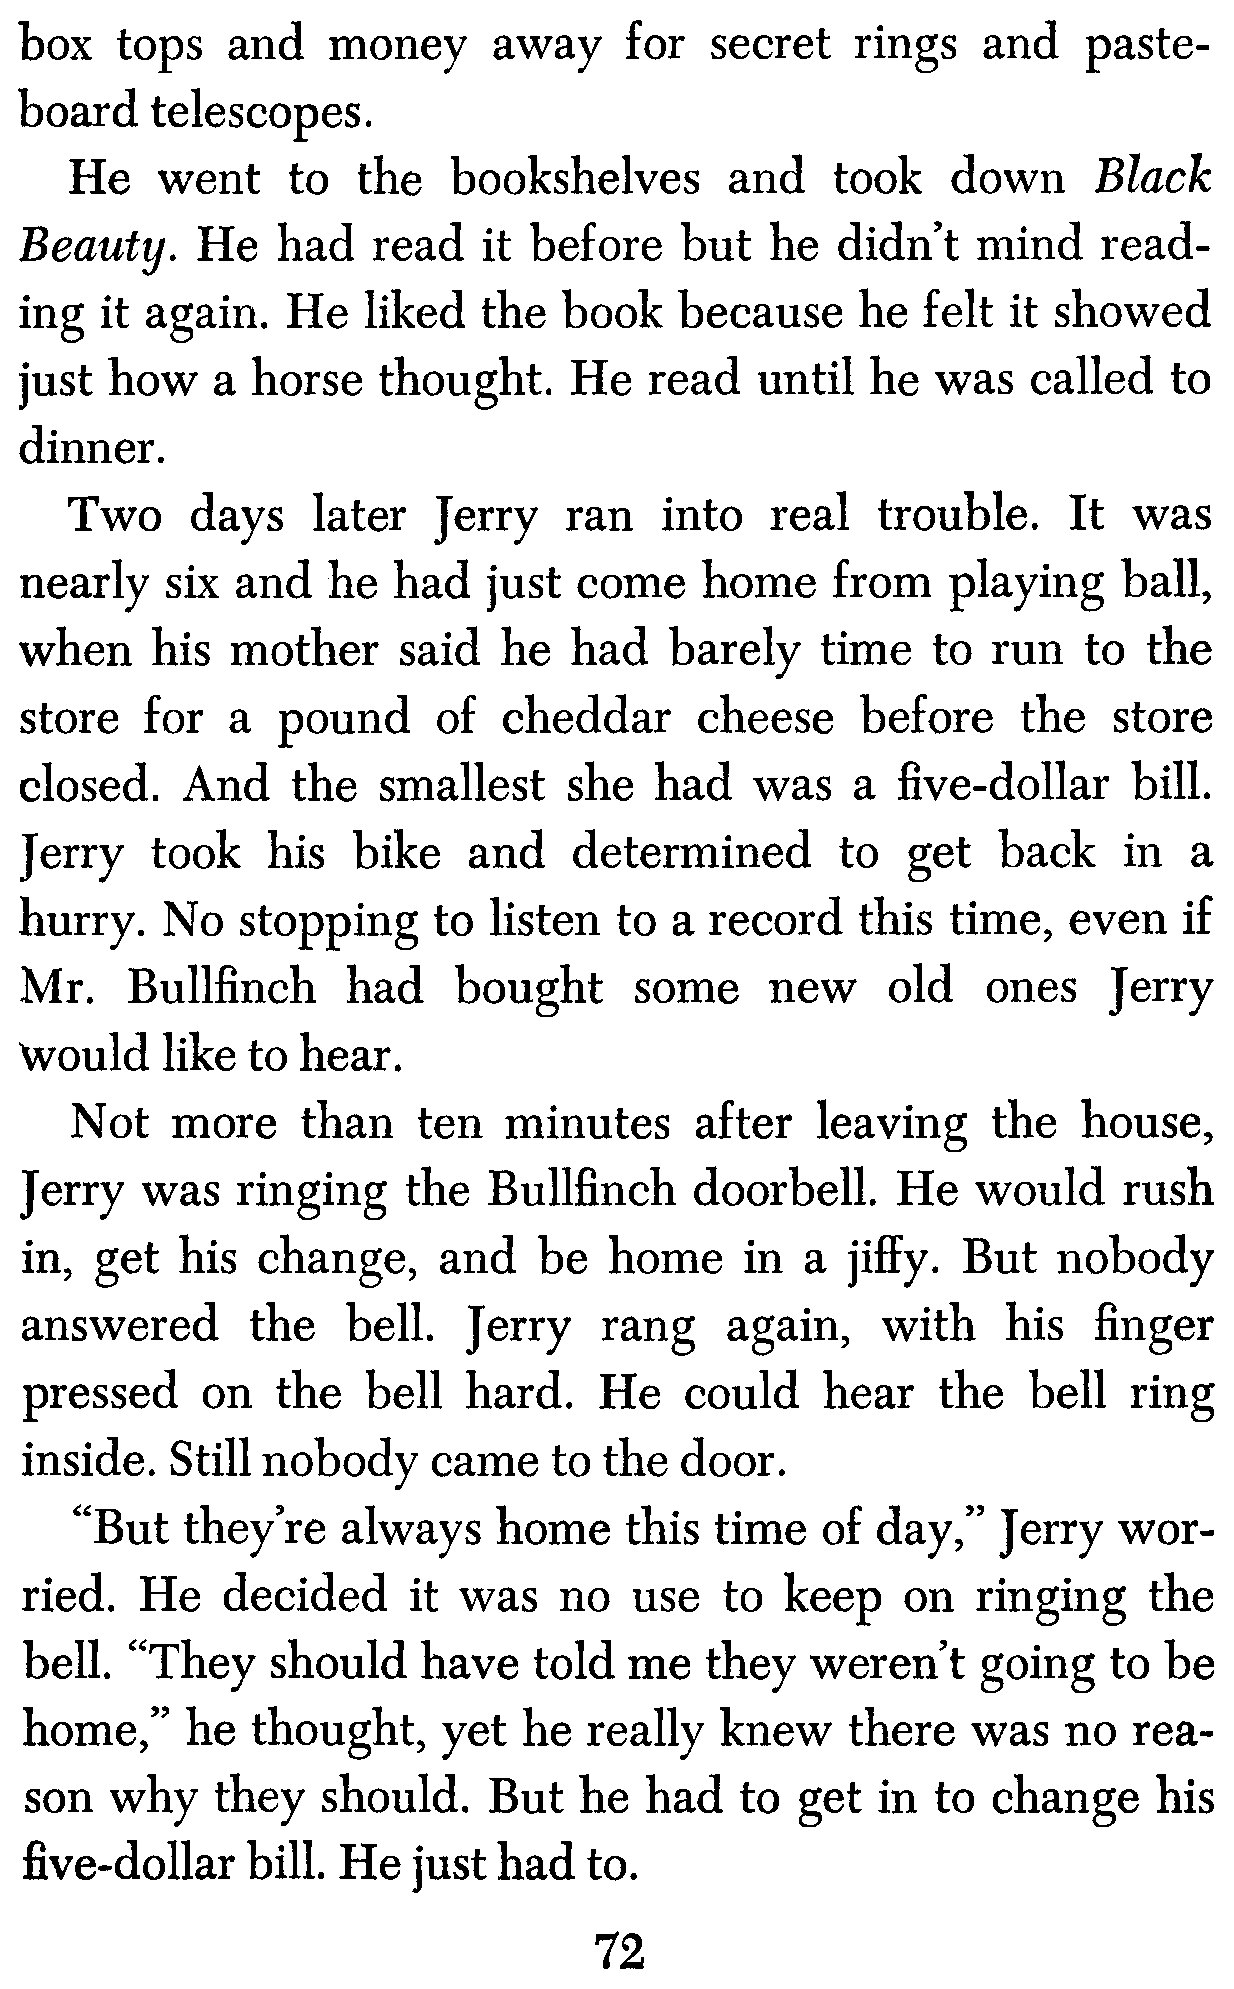 box tops and money away for secret rings and paste-
board telescopes.
He went to the bookshelves and took down Black
Beauty. He had read it before but he didn't mind read-
ing it again. He liked the book because he felt it showed
just how a horse thought. He read until he was called to
dinner.
Two days later Jerry ran into real trouble. It was
nearly six and he had just come home from playing ball,
when his mother said he had barely time to run to the
store for a pound of cheddar cheese before the store
closed. And the smallest she had was a five-dollar bill.
Jerry took his bike and determined to get back in a
hurry. No stopping to listen to a record this time, even if
Mr. Bullfinch had bought some new old ones Jerry
would like to hear.
Not more than ten minutes after leaving the house,
Jerry was ringing the Bullfinch doorbell. He would rush
in, get his change, and be home in a jiffy. But nobody
answered the bell. Jerry rang again, with his finger
pressed on the bell hard. He could hear the bell ring
inside. Still nobody came to the door.
“But they're always home this time of day,” Jerry wor-
ried. He decided it was no use to keep on ringing the
bell. “They should have told me they weren't going to be
home,” he thought, yet he really knew there was no rea-
son why they should. But he had to get in to change his
five-dollar bill. He just had to.
72